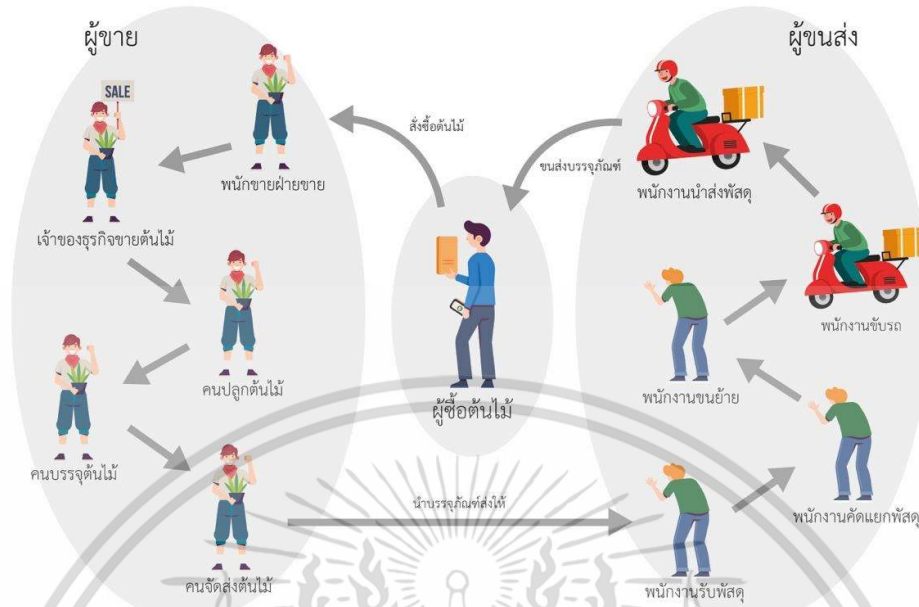 ผู้ขาย
ผู้ขนส่ง
SALE
สั่งซื้อต้นไม้
ขนส่งบรรจุภัณฑ์
พนักขายฝ่ายขาย
พนักงานนำส่งพัสดุ
เจ้าของธุรกิจขายต้นไม้
พนักงานขับรถ
คนปลูกต้นไม้
พนักงานขนย้าย
ผู้ซื้อต้นไม้
คนบรรจุต้นไม้
นำบรรจุภัณฑ์ส่งให้
พนักงานคัดแยกพัสดุ
คนจัดส่งต้นไม้
พนักงานรับพัสดุ